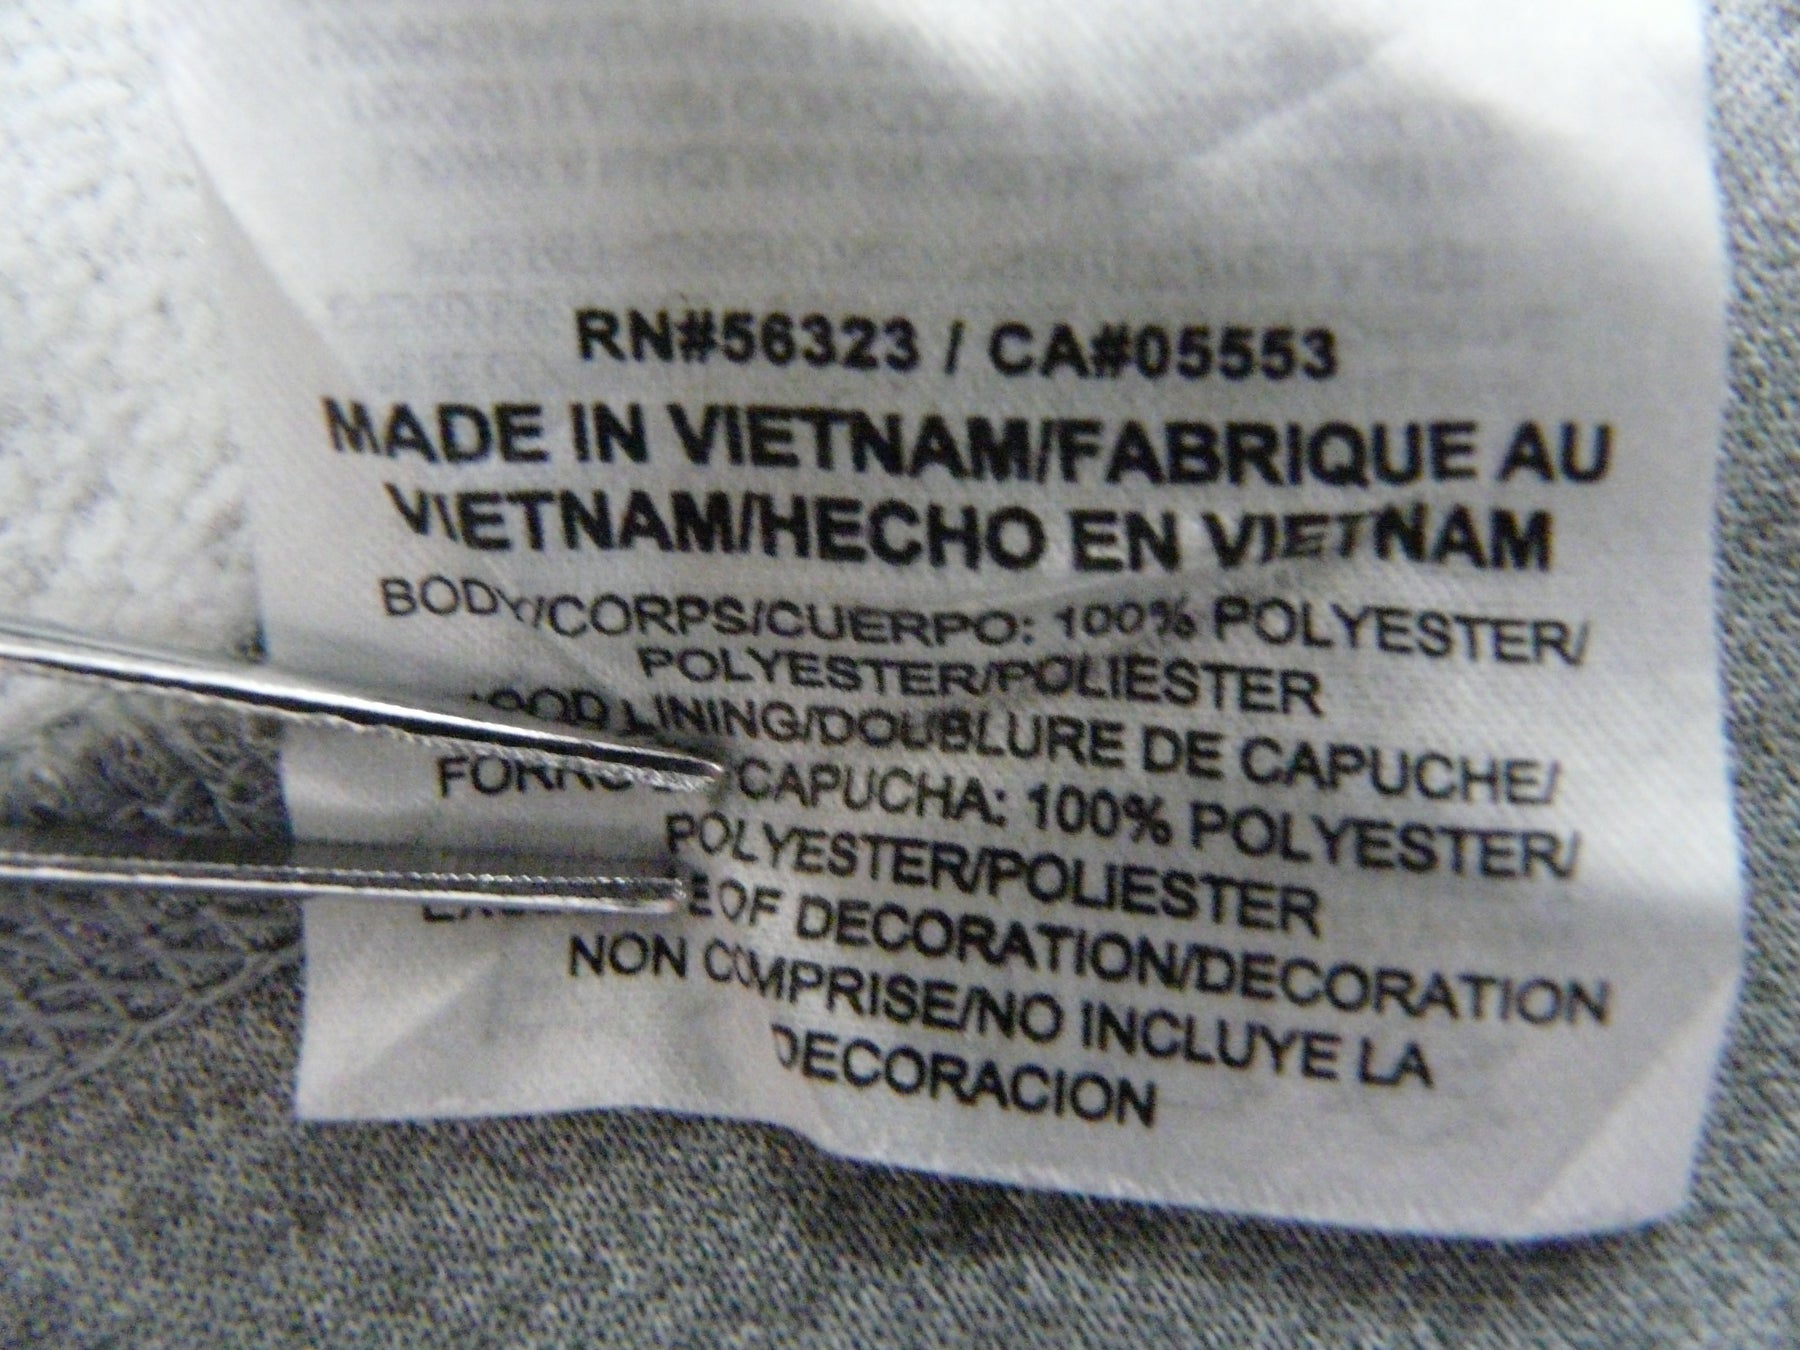 RN#56323 / CA#05553
MADE IN VIETNAM/FABRIQUE AU
VIETNAM/HECHO EN VIETNAM
BODY/CORPS/CUERPO: 100% POLYESTER/
POLYESTER/POLIESTER
LINING/DOUBLURE DE CAPUCHE/
CAPUCHA: 100% POLYESTER/
POLYESTER/POLIESTER
OF DECORATION/DECORATION
NON COMPRISE/NO INCLUYE LA
DECORACION